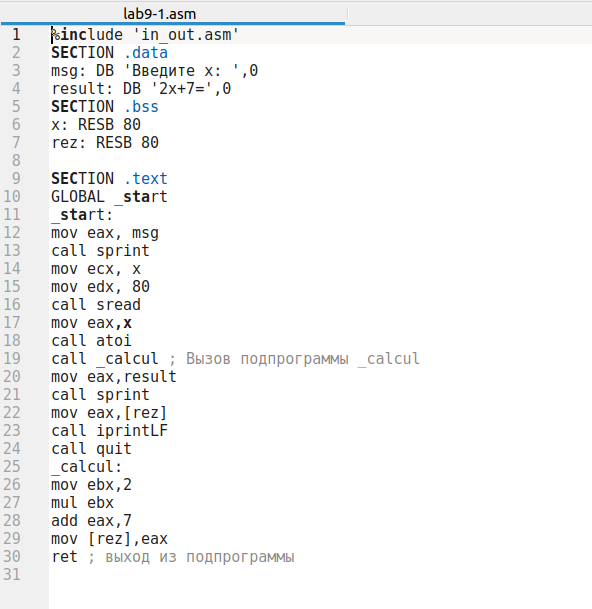 lab9-1.asm
1 %include 'in_out.asm'
2 SECTION .data
3 msg: DB 'Введите x: ',0
4 result: DB '2x+7=',0
5 SECTION .bss
6 x: RESB 80
7 rez: RESB 80
8
9 SECTION .text
10 GLOBAL _start
11 _start:
12 mov eax, msg
13 call sprint
14 mov ecx, x
15 mov edx, 80
16 call sread
17 mov eax,x
18 call atoi
19 call _calcul ; Вызов подпрограммы _calcul
20 mov eax,result
21 call sprint
22 mov eax,[rez]
23 call iprintLF
24 call quit
25 _calcul:
26 mov ebx,2
27 mul ebx
28 add eax,7
29 mov [rez],eax
30 ret ; выход из подпрограммы
31